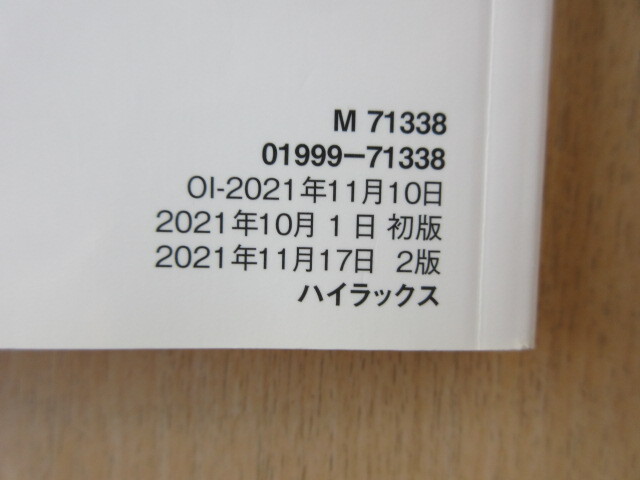 M 71338
01999-71338
OI-2021年11月10日
2021年10月 1 日 初版
2021年11月17日 2版
ハイラックス